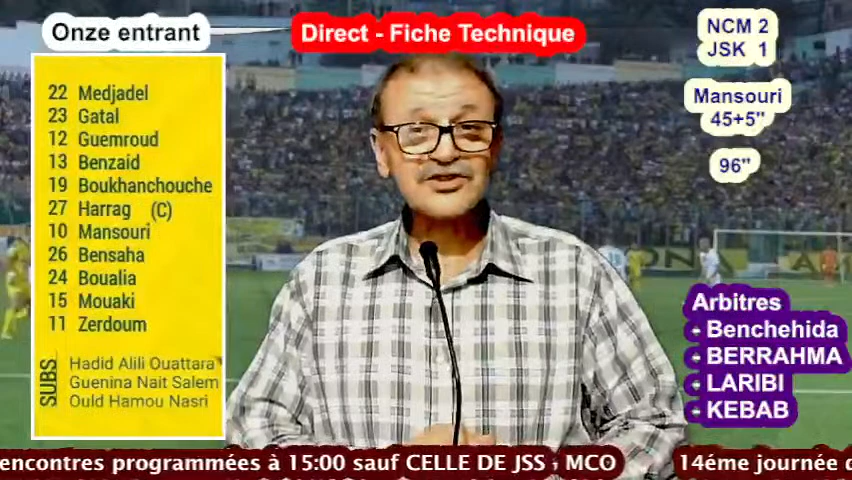 Onze entrant
Direct - Fiche Technique
NCM 2
JSK 1
22 Medjadel
23 Gatal
12 Guemroud
13 Benzaid
19 Boukhanchouche
27 Harrag (C)
10 Mansouri
26 Bensaha
24 Boualia
15 Mouaki
11 Zerdoum
SUBS
Hadid Alili Ouattara
Guenina Nait Salem
Ould Hamou Nasri
Mansouri
45+5"
96"
Arbitres
- Benchehida
- BERRAHMA
- LARIBI
- KEBAB
encontres programmées à 15:00 sauf CELLE DE JSS ; MCO 14éme journée d